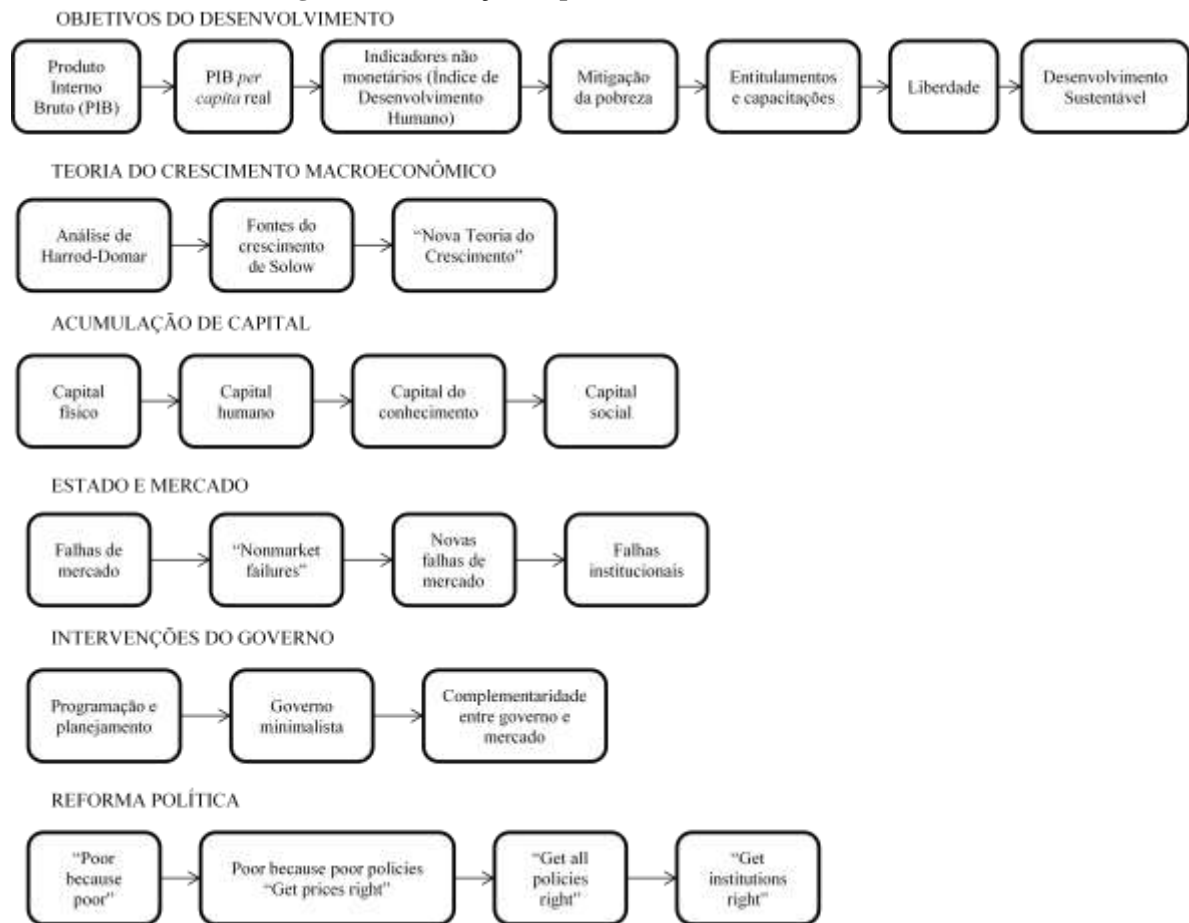 OBJETIVOS DO DESENVOLVIMENTO
Produto
Interno
Bruto (PIB)
PIB per
capita real
Indicadores não
monetários (Índice de
Desenvolvimento
Humano)
Mitigação
da pobreza
Entitulamentos
e capacitações
Liberdade
Desenvolvimento
Sustentável
TEORIA DO CRESCIMENTO MACROECONÔMICO
Análise de
Harrod-Domar
Fontes do
crescimento
de Solow
“Nova Teoria do
Crescimento”
ACUMULAÇÃO DE CAPITAL
Capital
físico
Capital
humano
Capital do
conhecimento
Capital
social
ESTADO E MERCADO
Falhas de
mercado
“Nonmarket
failures”
Novas
falhas de
mercado
Falhas
institucionais
INTERVENÇÕES DO GOVERNO
Programação e
planejamento
Governo
minimalista
Complementaridade
entre governo e
mercado
REFORMA POLÍTICA
“Poor
because
poor”
Poor because poor policies
“Get prices right”
“Get all
policies
right”
“Get
institutions
right”